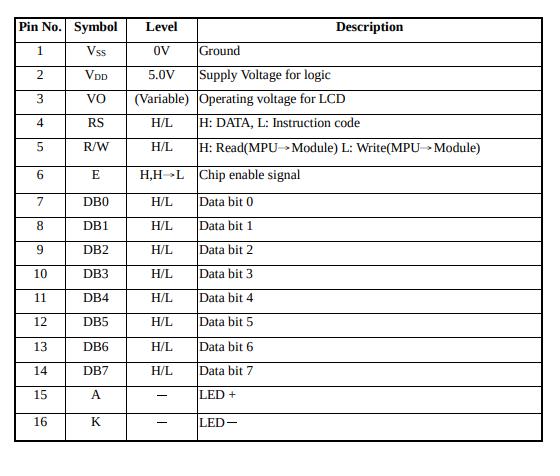 Pin No. Symbol Level Description
1 VSS 0V Ground
2 VDD 5.0V Supply Voltage for logic
3 VO (Variable) Operating voltage for LCD
4 RS H/L H: DATA, L: Instruction code
5 R/W H/L H: Read(MPU→Module) L: Write(MPU→Module)
6 E H,H→L Chip enable signal
7 DB0 H/L Data bit 0
8 DB1 H/L Data bit 1
9 DB2 H/L Data bit 2
10 DB3 H/L Data bit 3
11 DB4 H/L Data bit 4
12 DB5 H/L Data bit 5
13 DB6 H/L Data bit 6
14 DB7 H/L Data bit 7
15 A — LED +
16 K — LED—